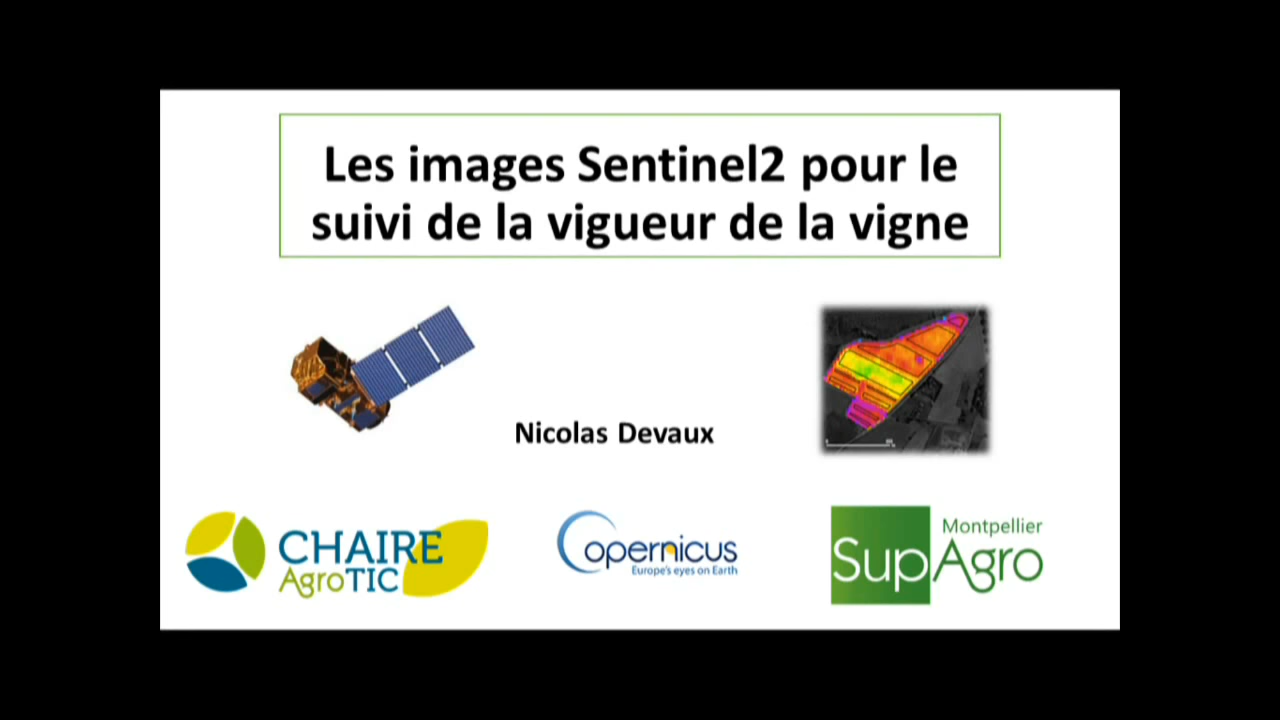 Les images Sentinel2 pour le
suivi de la vigueur de la vigne
Nicolas Devaux
CHAIRE
AgroTIC
Copernicus
Europe's eyes on Earth
Montpellier
SupAgro